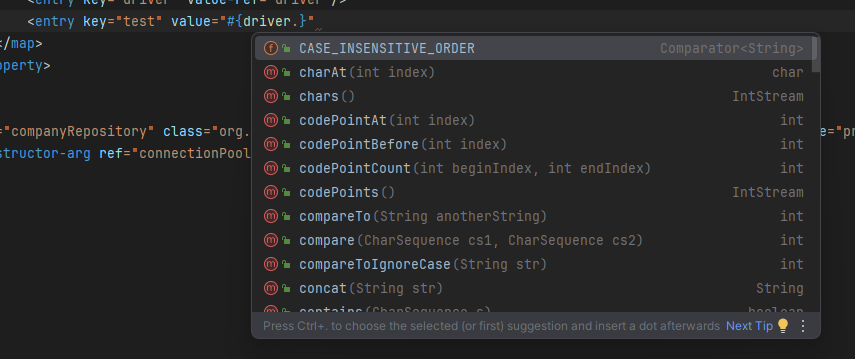 <entry key="driver" value-ref="driver"/>
<entry key="test" value="#{driver.}"
</map>
operty>
="companyRepository" class="org.
e="pr
structor-arg ref="connectionPool
CASE_INSENSITIVE_ORDER Comparator<String>
charAt(int index) char
chars() IntStream
codePointAt(int index) int
codePointBefore(int index) int
codePointCount(int beginIndex, int endIndex) int
codePoints() IntStream
compareTo(String anotherString) int
compare(CharSequence cs1, CharSequence cs2) int
compareToIgnoreCase(String str) int
concat(String str) String
contains(CharSequence s) boolean
Press Ctrl+. to choose the selected (or first) suggestion and insert a dot afterwards Next Tip